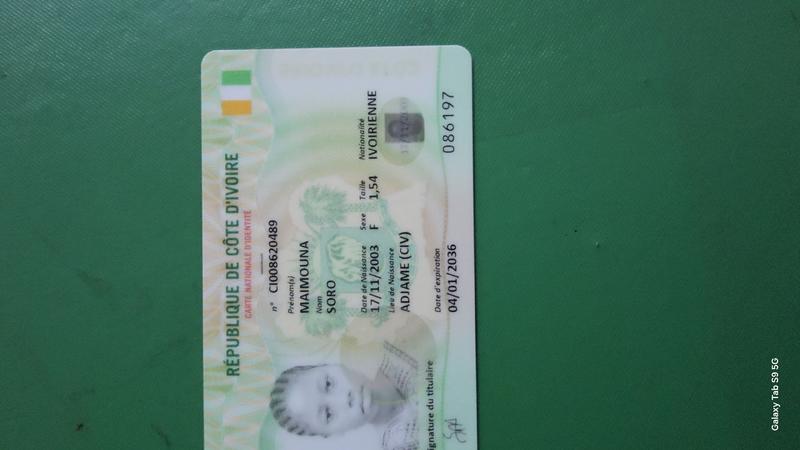 RÉPUBLIQUE DE CÔTE D'IVOIRE
CARTE NATIONALE D'IDENTITÉ
n° CI008620489
Prénom(s)
MAIMOUNA
Nom
SORO
Date de Naissance Sexe Taille Nationalité
17/11/2003 F 1,54 IVOIRIENNE
Lieu de Naissance
ADJAME (CIV)
Date d'expiration
04/01/2036
086197
ignature du titulaire
Galaxy Tab S9 5G